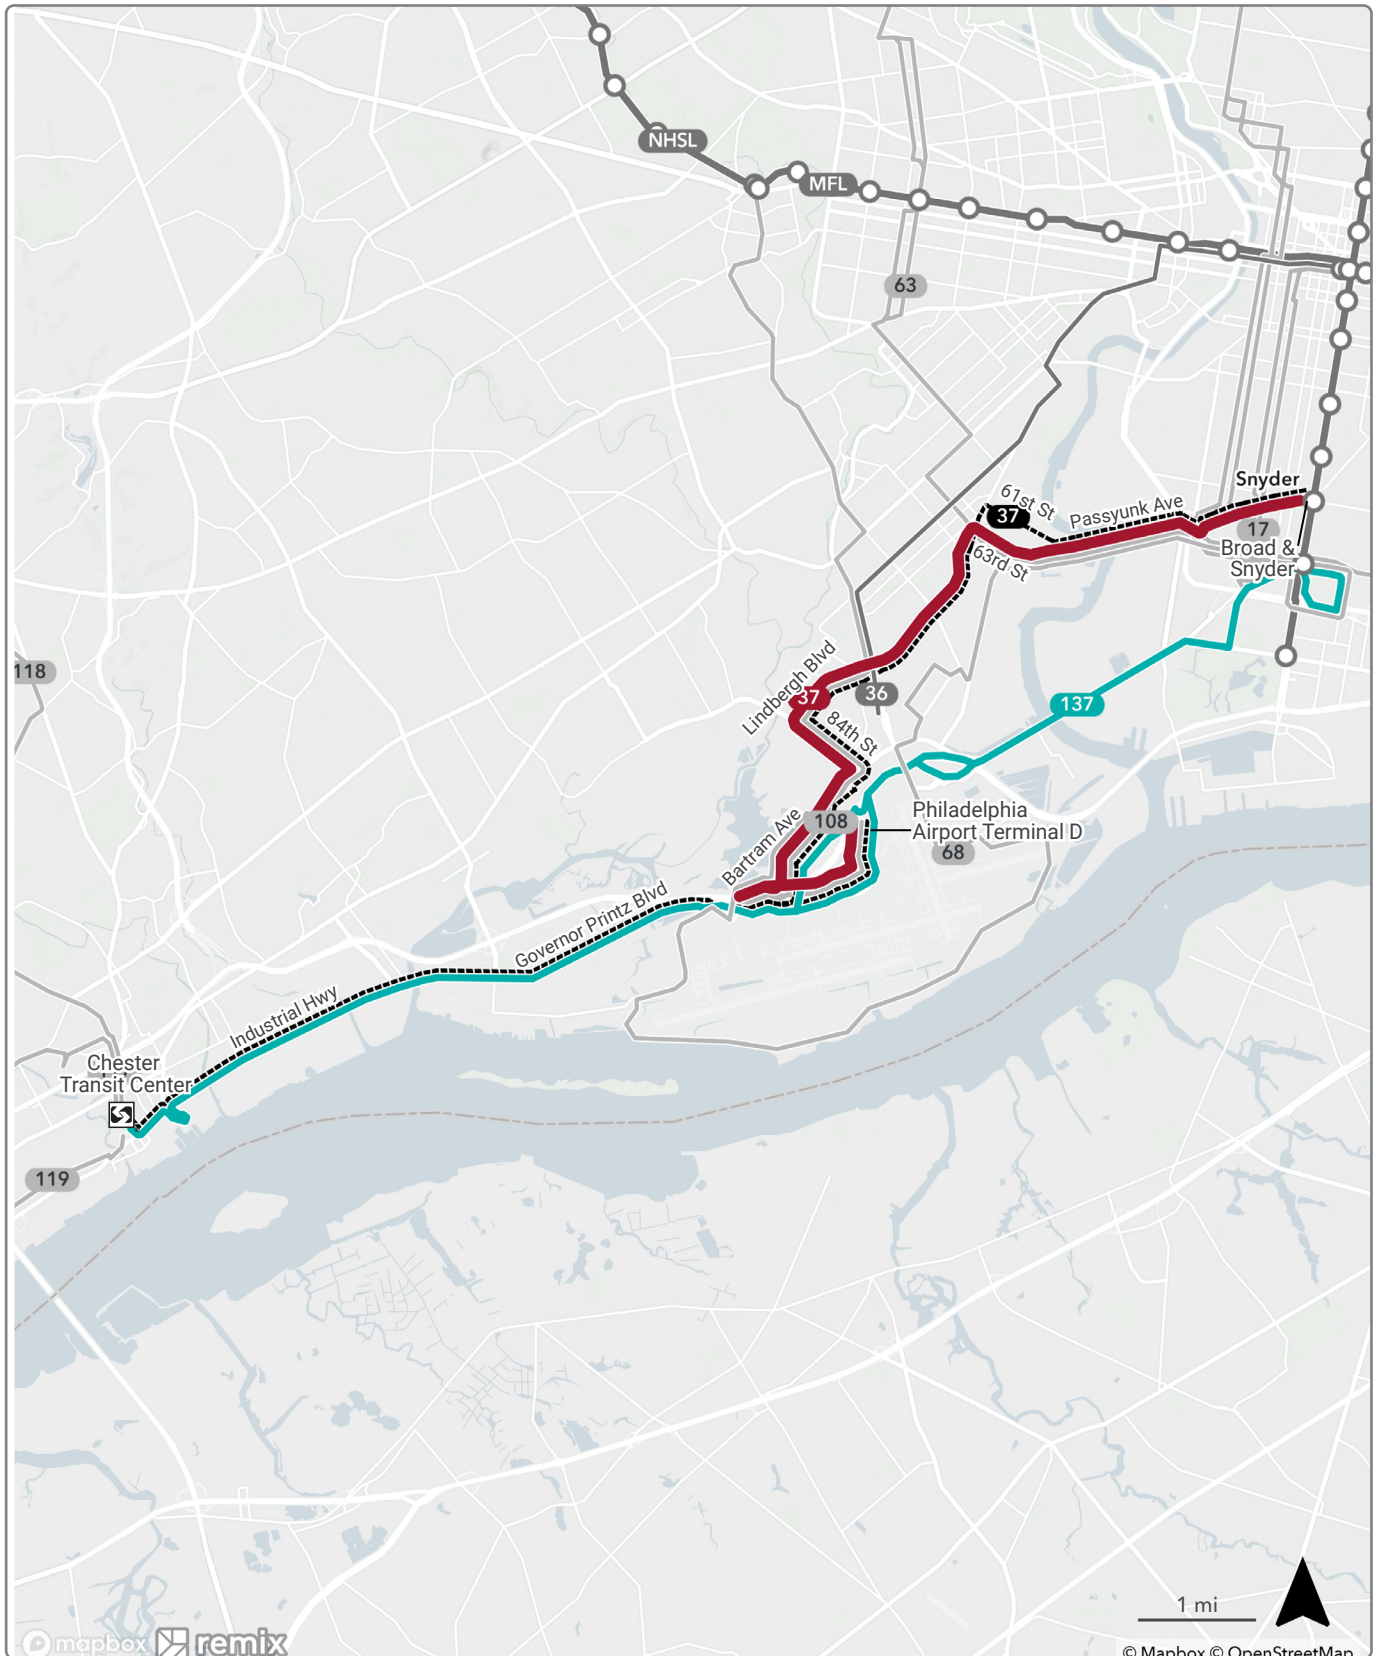 NHSL
MFL
63
61st St
37
Passyunk Ave
Snyder
17
Broad &
Snyder
63rd St
Lindbergh Blvd
37
36
118
137
84th St
Bartram Ave
108
Philadelphia
Airport Terminal D
68
Governor Printz Blvd
Industrial Hwy
Chester
Transit Center
119
1 mi
mapbox
remix
© Mapbox © OpenStreetMap